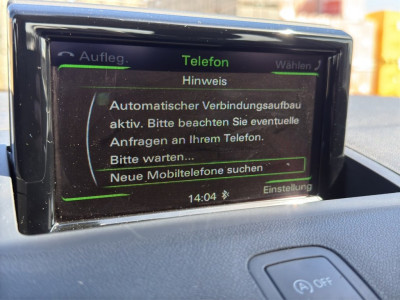 Aufleg.
Telefon
Wählen
Hinweis
Automatischer Verbindungsaufbau
aktiv. Bitte beachten Sie eventuelle
Anfragen an Ihrem Telefon.
Bitte warten...
Neue Mobiltelefone suchen
Einstellung
14:04
A OFF